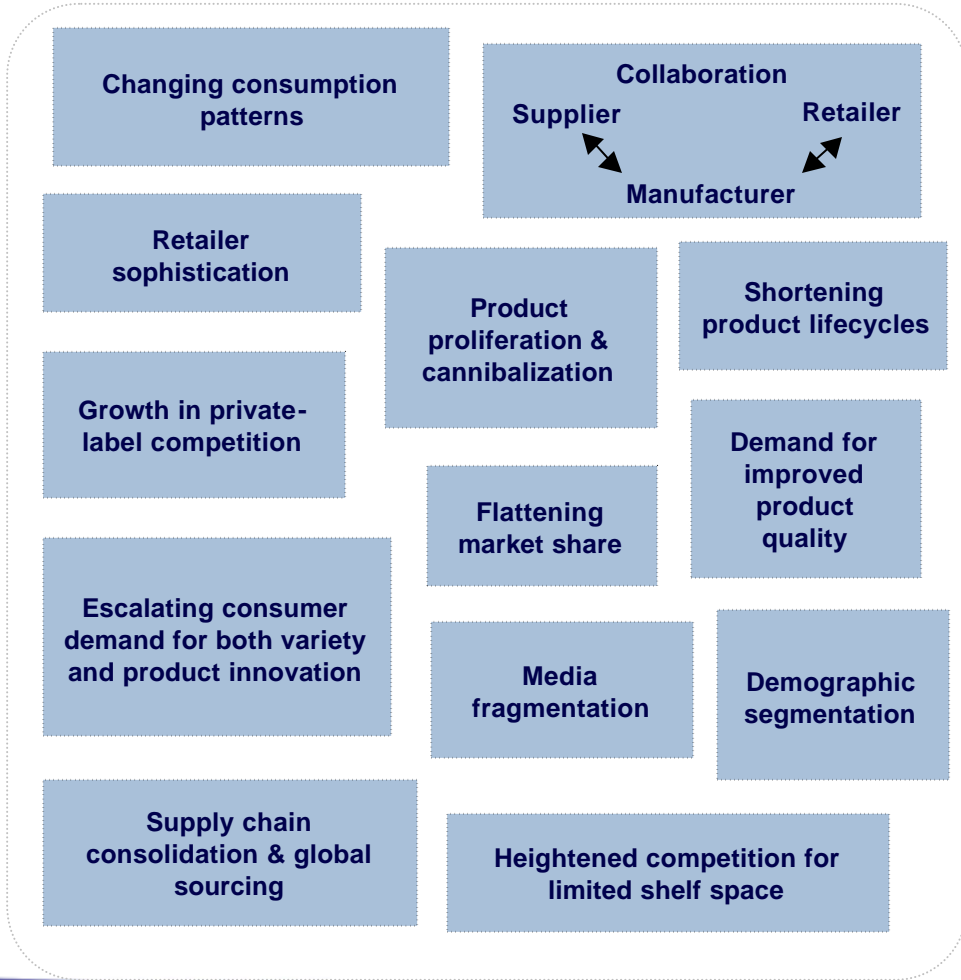 Changing consumption
patterns
Collaboration
Supplier
Retailer
Manufacturer
Retailer
sophistication
Product
proliferation &
cannibalization
Shortening
product lifecycles
Growth in private-
label competition
Demand for
improved
product
quality
Flattening
market share
Escalating consumer
demand for both variety
and product innovation
Media
fragmentation
Demographic
segmentation
Supply chain
consolidation & global
sourcing
Heightened competition for
limited shelf space